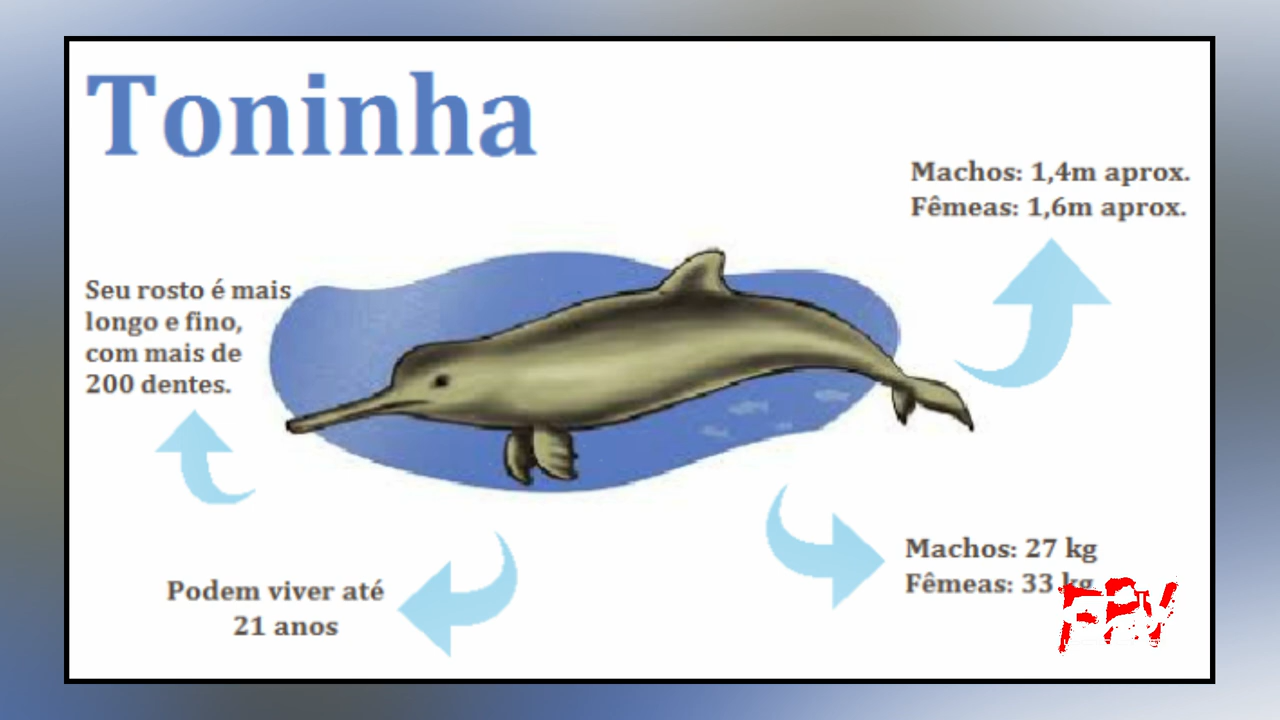 Toninha
Machos: 1,4m aprox.
Fêmeas: 1,6m aprox.
Seu rosto é mais
longo e fino,
com mais de
200 dentes.
Machos: 27 kg
Fêmeas: 33 kg
Podem viver até
21 anos
FPV